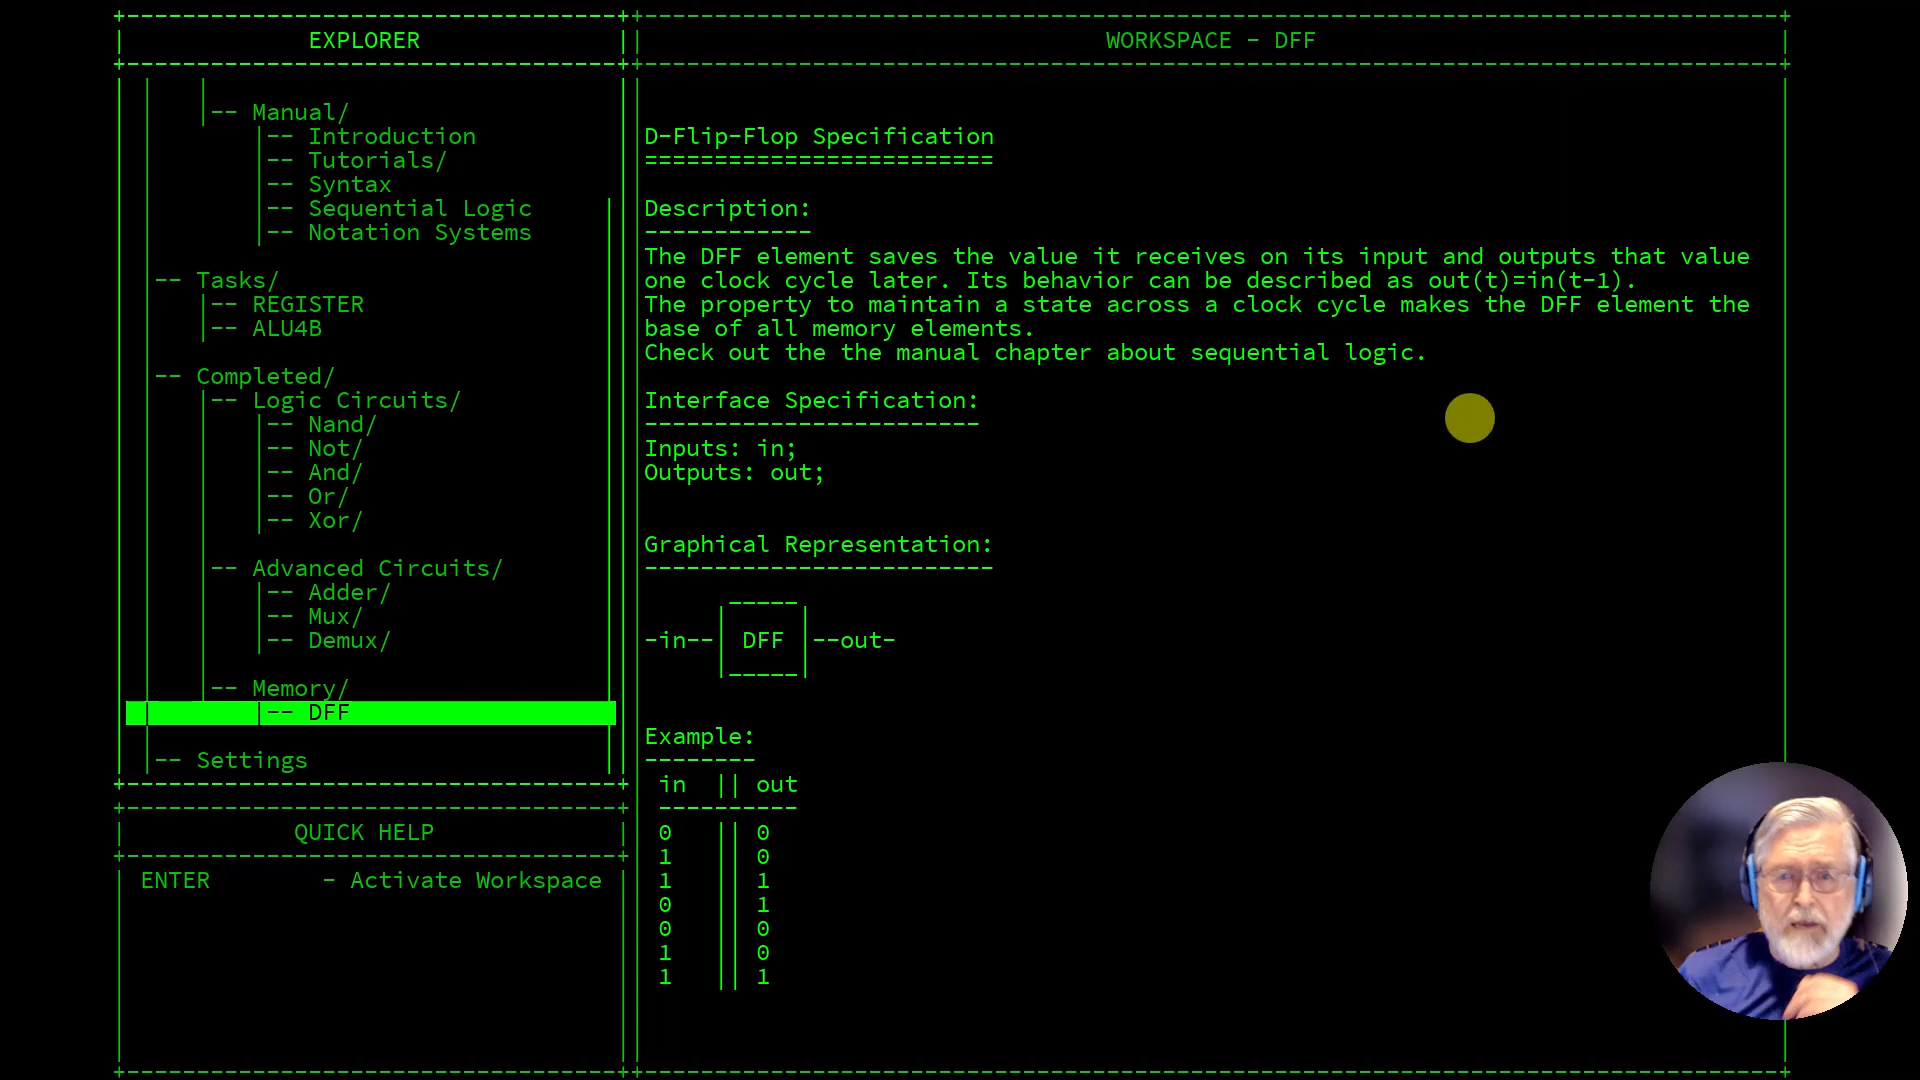 EXPLORER
|-- Manual/
|-- Introduction
|-- Tutorials/
|-- Syntax
|-- Sequential Logic
|-- Notation Systems
|-- Tasks/
|-- REGISTER
|-- ALU4B
|-- Completed/
|-- Logic Circuits/
|-- Nand/
|-- Not/
|-- And/
|-- Or/
|-- Xor/
|-- Advanced Circuits/
|-- Adder/
|-- Mux/
|-- Demux/
|-- Memory/
|-- DFF
|-- Settings
QUICK HELP
ENTER - Activate Workspace
WORKSPACE - DFF
D-Flip-Flop Specification
=========================
Description:
------------
The DFF element saves the value it receives on its input and outputs that value
one clock cycle later. Its behavior can be described as out(t)=in(t-1).
The property to maintain a state across a clock cycle makes the DFF element the
base of all memory elements.
Check out the the manual chapter about sequential logic.
Interface Specification:
------------------------
Inputs: in;
Outputs: out;
Graphical Representation:
-------------------------
-in--| DFF |--out-
Example:
--------
in || out
----------
0 || 0
1 || 0
1 || 1
0 || 1
0 || 0
1 || 0
1 || 1